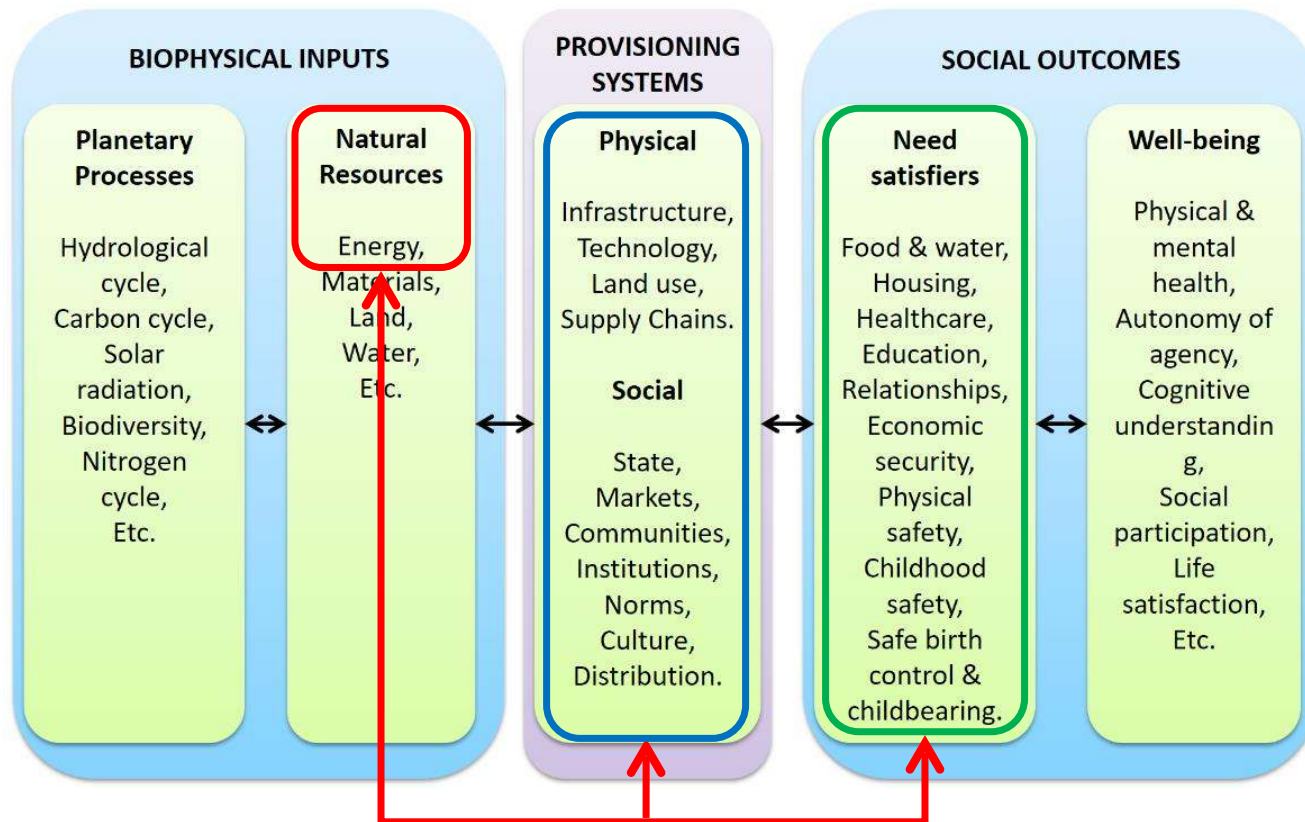 BIOPHYSICAL INPUTS
Planetary
Processes
Hydrological
cycle,
Carbon cycle,
Solar
radiation,
Biodiversity,
Nitrogen
cycle,
Etc.
Natural
Resources
Energy,
Materials,
Land,
Water,
Etc.
PROVISIONING
SYSTEMS
Physical
Infrastructure,
Technology,
Land use,
Supply Chains.
Social
State,
Markets,
Communities,
Institutions,
Norms,
Culture,
Distribution.
SOCIAL OUTCOMES
Need
satisfiers
Food & water,
Housing,
Healthcare,
Education,
Relationships,
Economic
security,
Physical
safety,
Childhood
safety,
Safe birth
control &
childbearing.
Well-being
Physical &
mental
health,
Autonomy of
agency,
Cognitive
understandin
g,
Social
participation,
Life
satisfaction,
Etc.